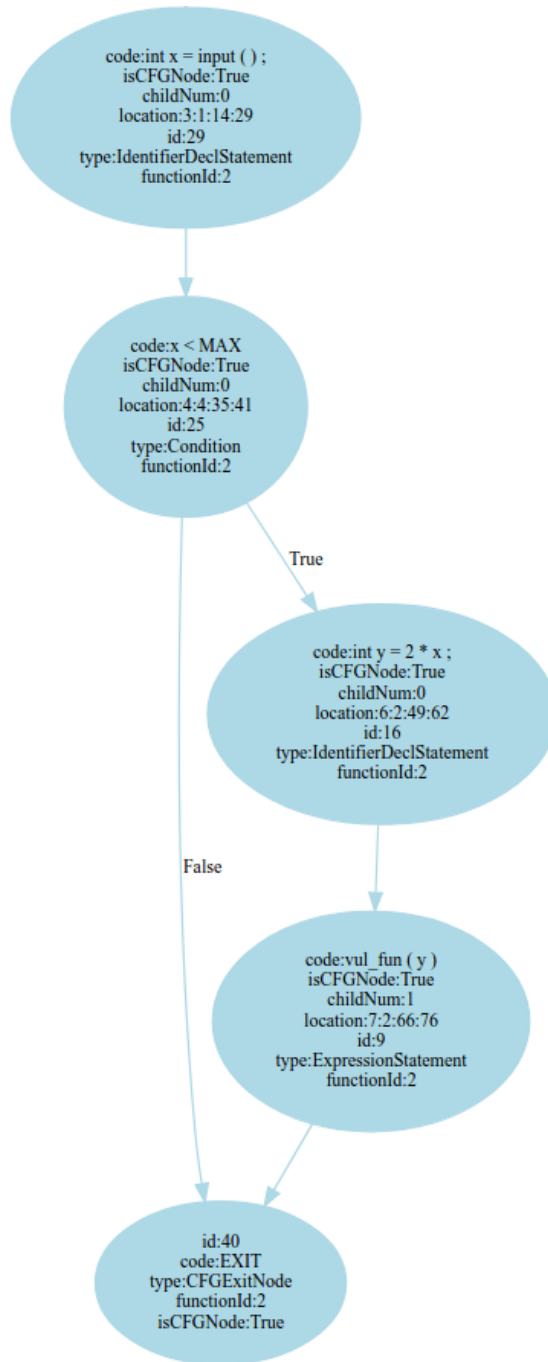 code:int x = input ( ) ;
isCFGNode:True
childNum:0
location:3:1:14:29
id:29
type:IdentifierDeclStatement
functionId:2
code:x < MAX
isCFGNode:True
childNum:0
location:4:4:35:41
id:25
type:Condition
functionId:2
True
code:int y = 2 * x ;
isCFGNode:True
childNum:0
location:6:2:49:62
id:16
type:IdentifierDeclStatement
functionId:2
False
code:vul_fun ( y )
isCFGNode:True
childNum:1
location:7:2:66:76
id:9
type:ExpressionStatement
functionId:2
id:40
code:EXIT
type:CFGExitNode
functionId:2
isCFGNode:True